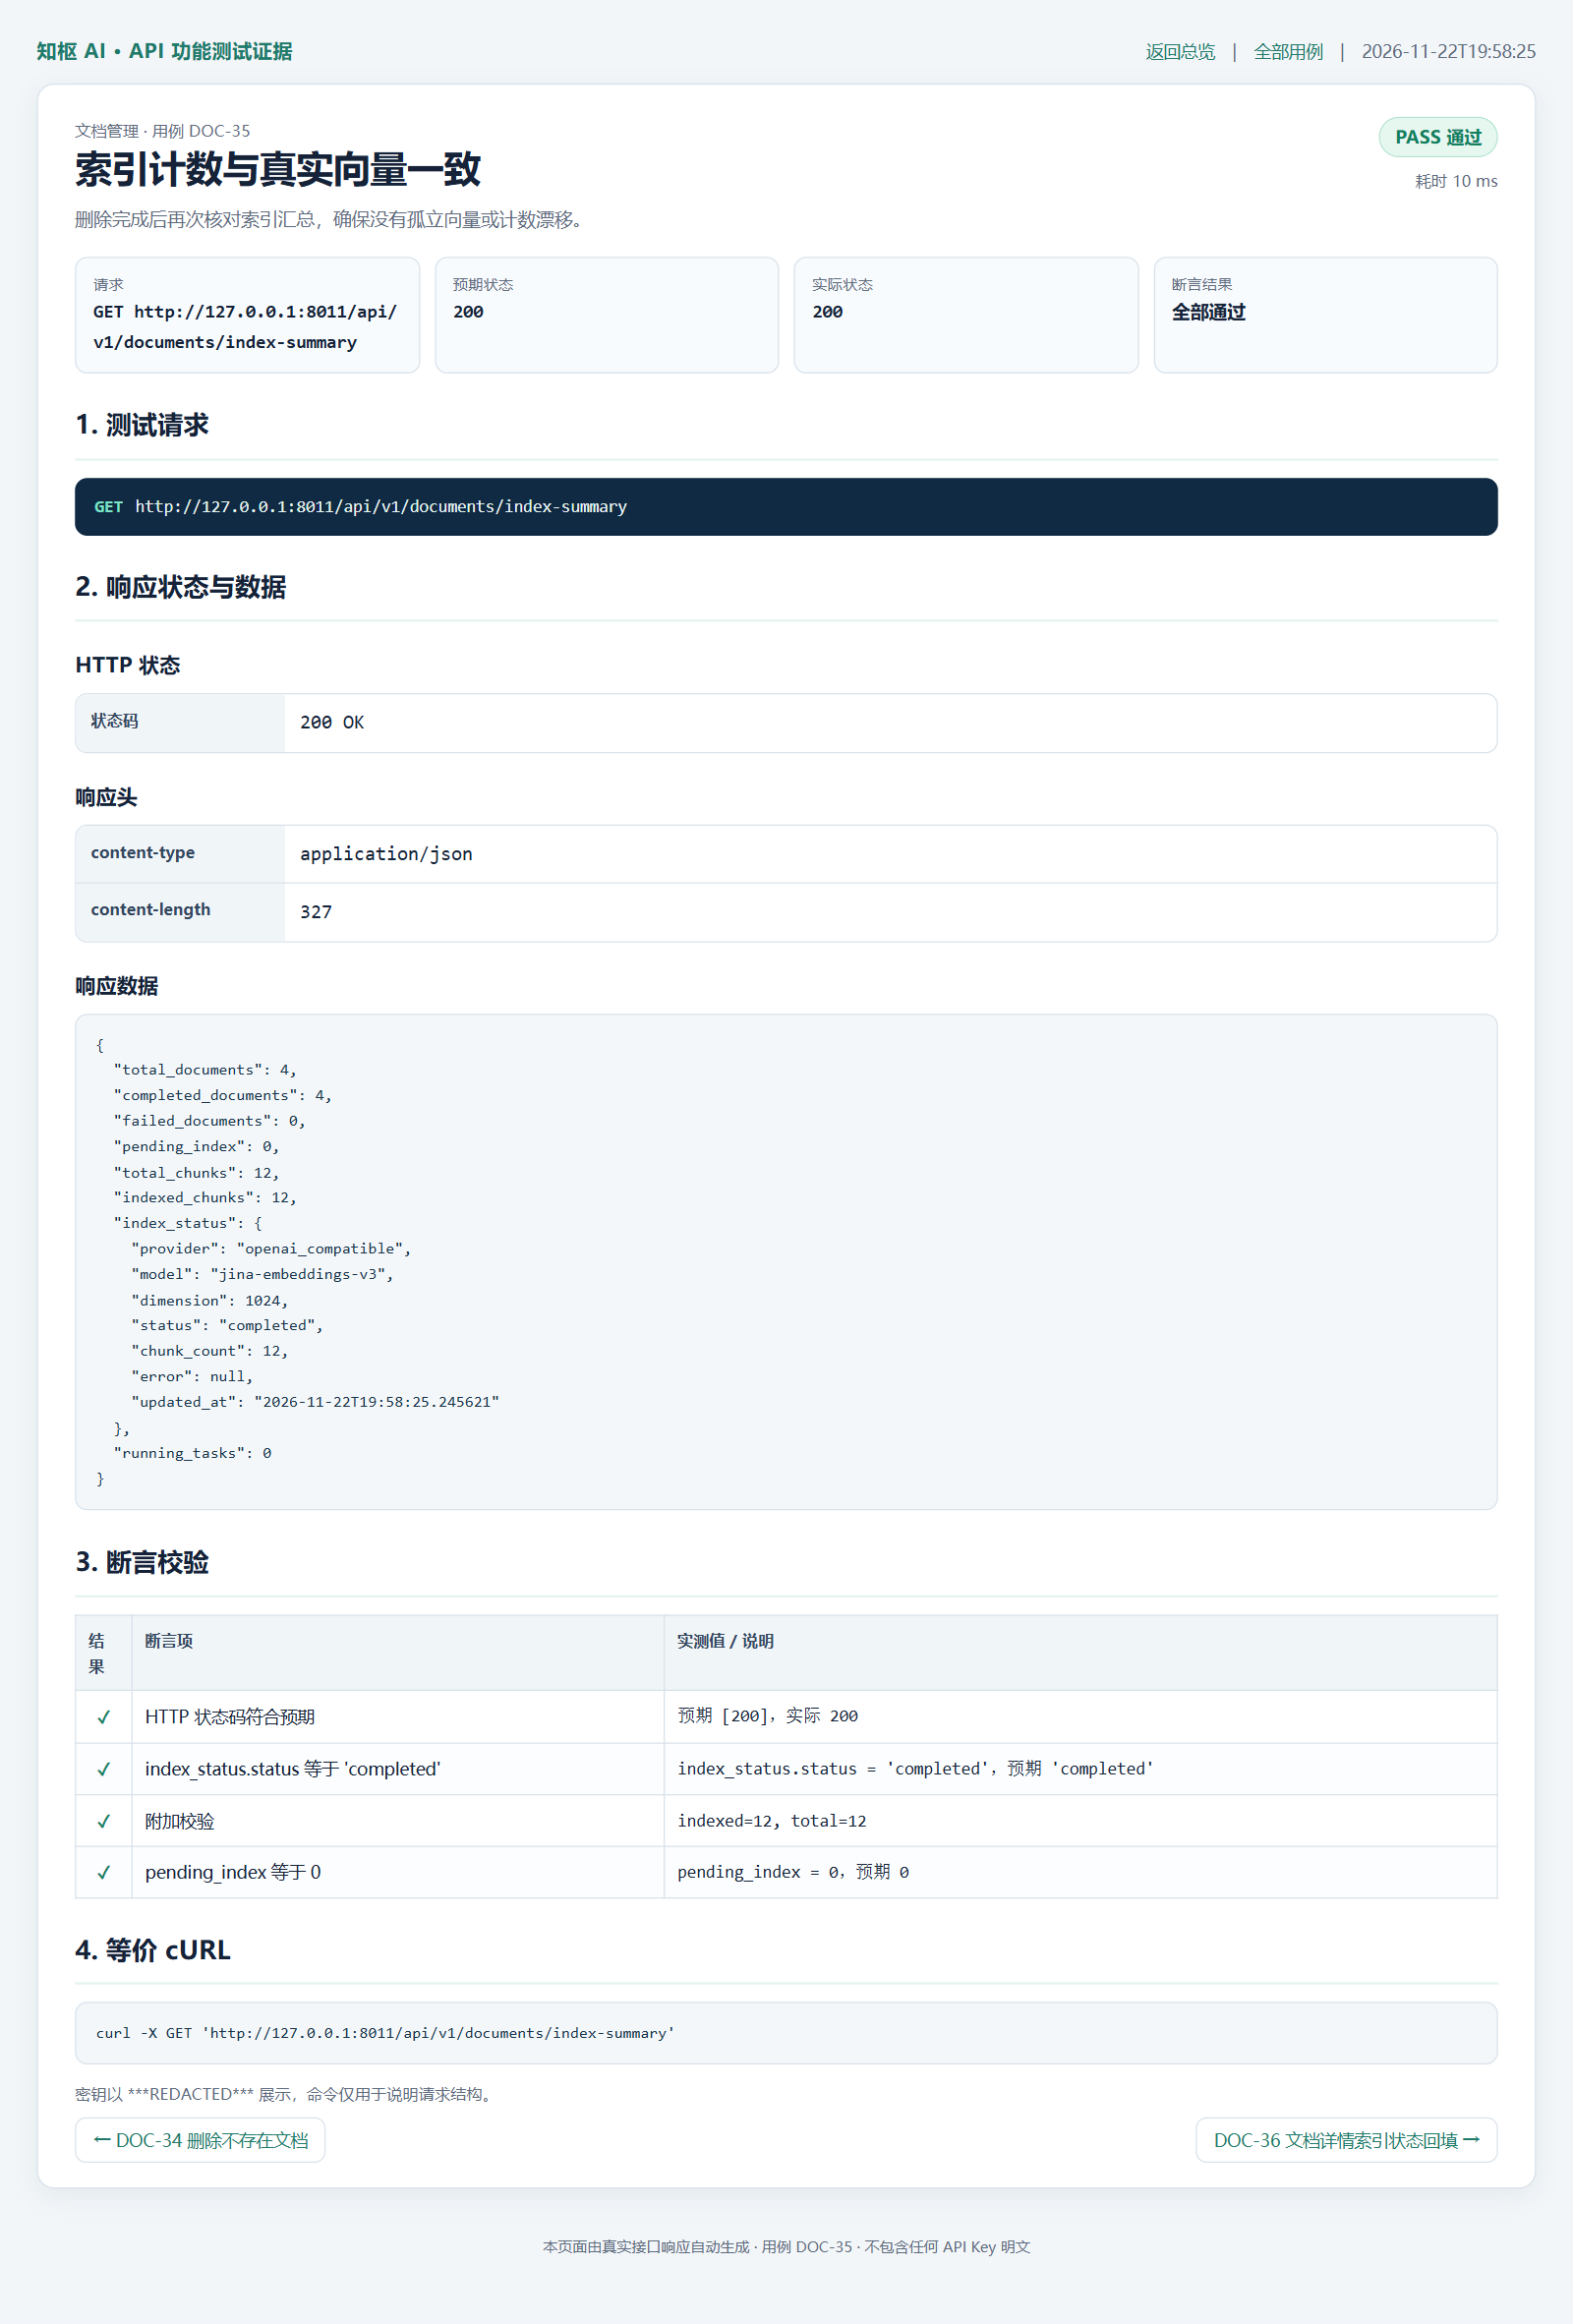 知枢 AI · API 功能测试证据
返回总览 | 全部用例 | 2026-11-22T19:58:25
文档管理 · 用例 DOC-35
索引计数与真实向量一致
删除完成后再次核对索引汇总，确保没有孤立向量或计数漂移。
PASS 通过
耗时 10 ms
请求
GET http://127.0.0.1:8011/api/
v1/documents/index-summary
预期状态
200
实际状态
200
断言结果
全部通过
1. 测试请求
GET http://127.0.0.1:8011/api/v1/documents/index-summary
2. 响应状态与数据
HTTP 状态
状态码 200 OK
响应头
content-type application/json
content-length 327
响应数据
{
  "total_documents": 4,
  "completed_documents": 4,
  "failed_documents": 0,
  "pending_index": 0,
  "total_chunks": 12,
  "indexed_chunks": 12,
  "index_status": {
    "provider": "openai_compatible",
    "model": "jina-embeddings-v3",
    "dimension": 1024,
    "status": "completed",
    "chunk_count": 12,
    "error": null,
    "updated_at": "2026-11-22T19:58:25.245621"
  },
  "running_tasks": 0
}
3. 断言校验
结
果
断言项 实测值 / 说明
✓ HTTP 状态码符合预期 预期 [200]，实际 200
✓ index_status.status 等于 'completed' index_status.status = 'completed'，预期 'completed'
✓ 附加校验 indexed=12, total=12
✓ pending_index 等于 0 pending_index = 0，预期 0
4. 等价 cURL
curl -X GET 'http://127.0.0.1:8011/api/v1/documents/index-summary'
密钥以 ***REDACTED*** 展示，命令仅用于说明请求结构。
← DOC-34 删除不存在文档
DOC-36 文档详情索引状态回填 →
本页面由真实接口响应自动生成 · 用例 DOC-35 · 不包含任何 API Key 明文